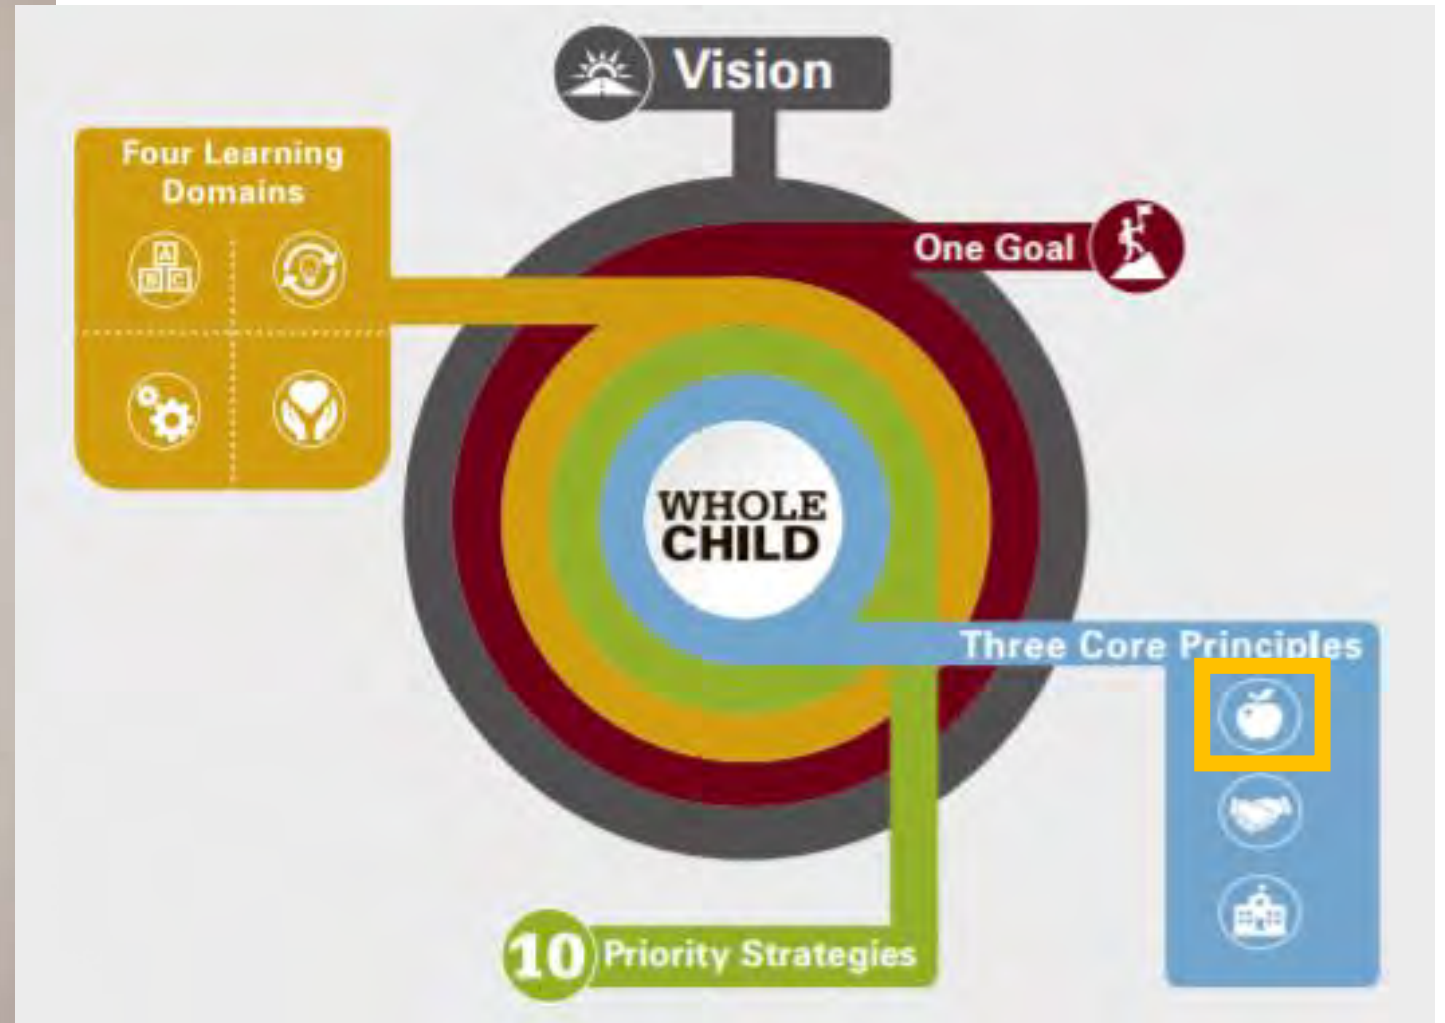 Vision
Four Learning
Domains
A
B C
One Goal
WHOLE
CHILD
Three Core Principles
10 Priority Strategies